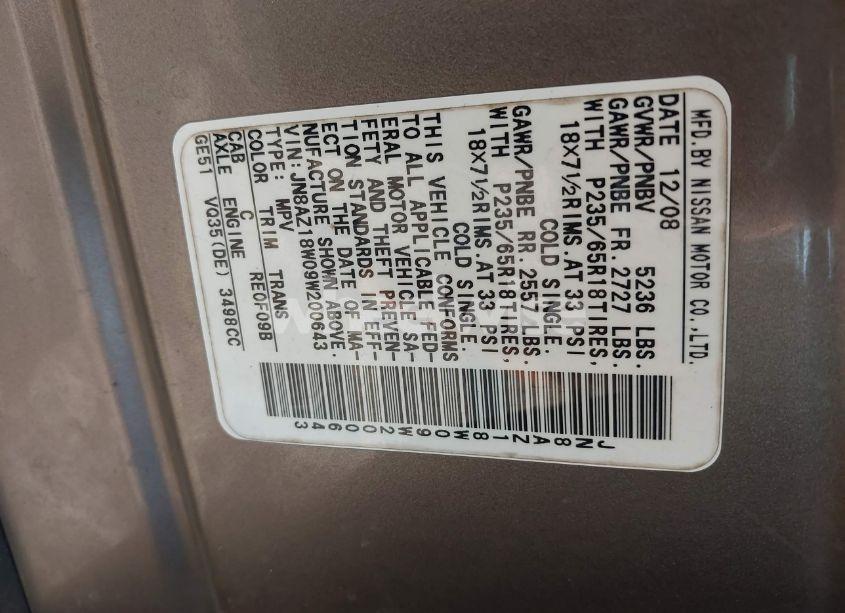 MFD.BY NISSAN MOTOR CO.,LTD.
DATE 12/08
GVWR/PNBV 5236 LBS.
GAWR/PNBE FR. 2727 LBS.
WITH P235/65R18TIRES,
18X7½RIMS.AT 33 PSI
COLD SINGLE.
GAWR/PNBE RR. 2557 LBS.
WITH P235/65R18TIRES,
18X7½RIMS.AT 33 PSI
COLD SINGLE.
THIS VEHICLE CONFORMS
TO ALL APPLICABLE FED-
ERAL MOTOR VEHICLE SA-
FETY AND THEFT PREVEN-
TION STANDARDS IN EFF-
ECT ON THE DATE OF MA-
NUFACTURE SHOWN ABOVE.
VIN:JN8AZ18W09W200643
TYPE: MPV
COLOR TRIM TRANS
C RE0F09B
CAB
AXLE ENGINE
GE51 VQ35(DE) 3498CC
JN8AZ18W09W200643